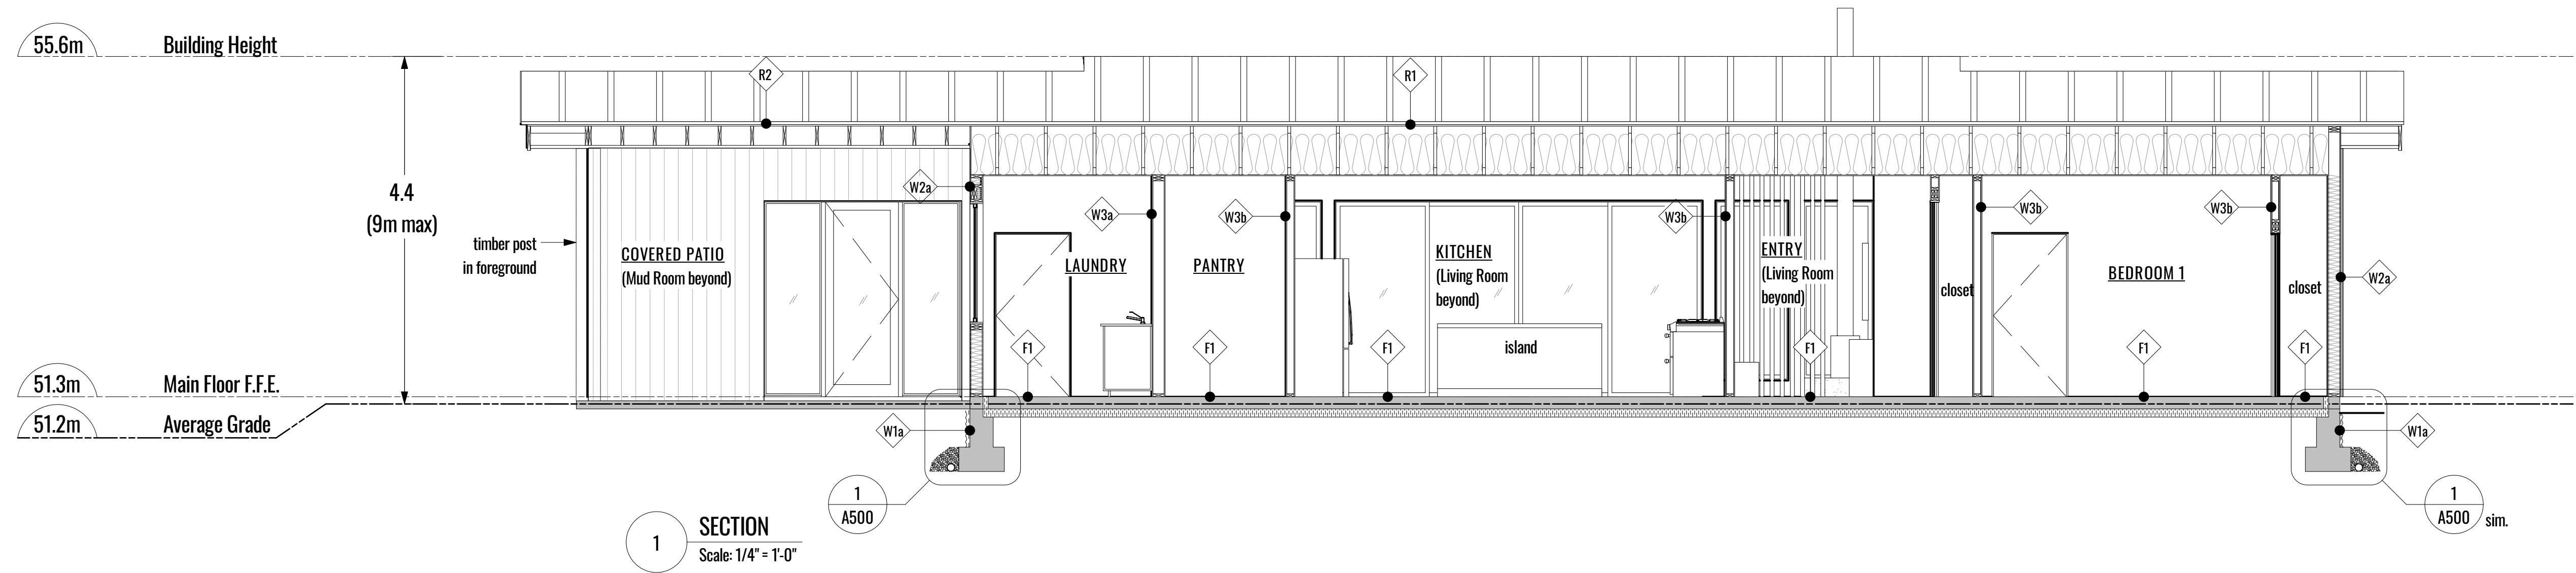 55.6m Building Height
R2
R1
4.4
(9m max)
timber post
in foreground
COVERED PATIO
(Mud Room beyond)
W2a
LAUNDRY
W3a
PANTRY
W3b
KITCHEN
(Living Room
beyond)
island
W3b
ENTRY
(Living Room
beyond)
closet
W3b
BEDROOM 1
W3b
closet
W2a
F1
F1
F1
F1
F1
F1
51.3m Main Floor F.F.E.
51.2m Average Grade
W1a
W1a
1
A500
1
A500
sim.
1
SECTION
Scale: 1/4" = 1'-0"